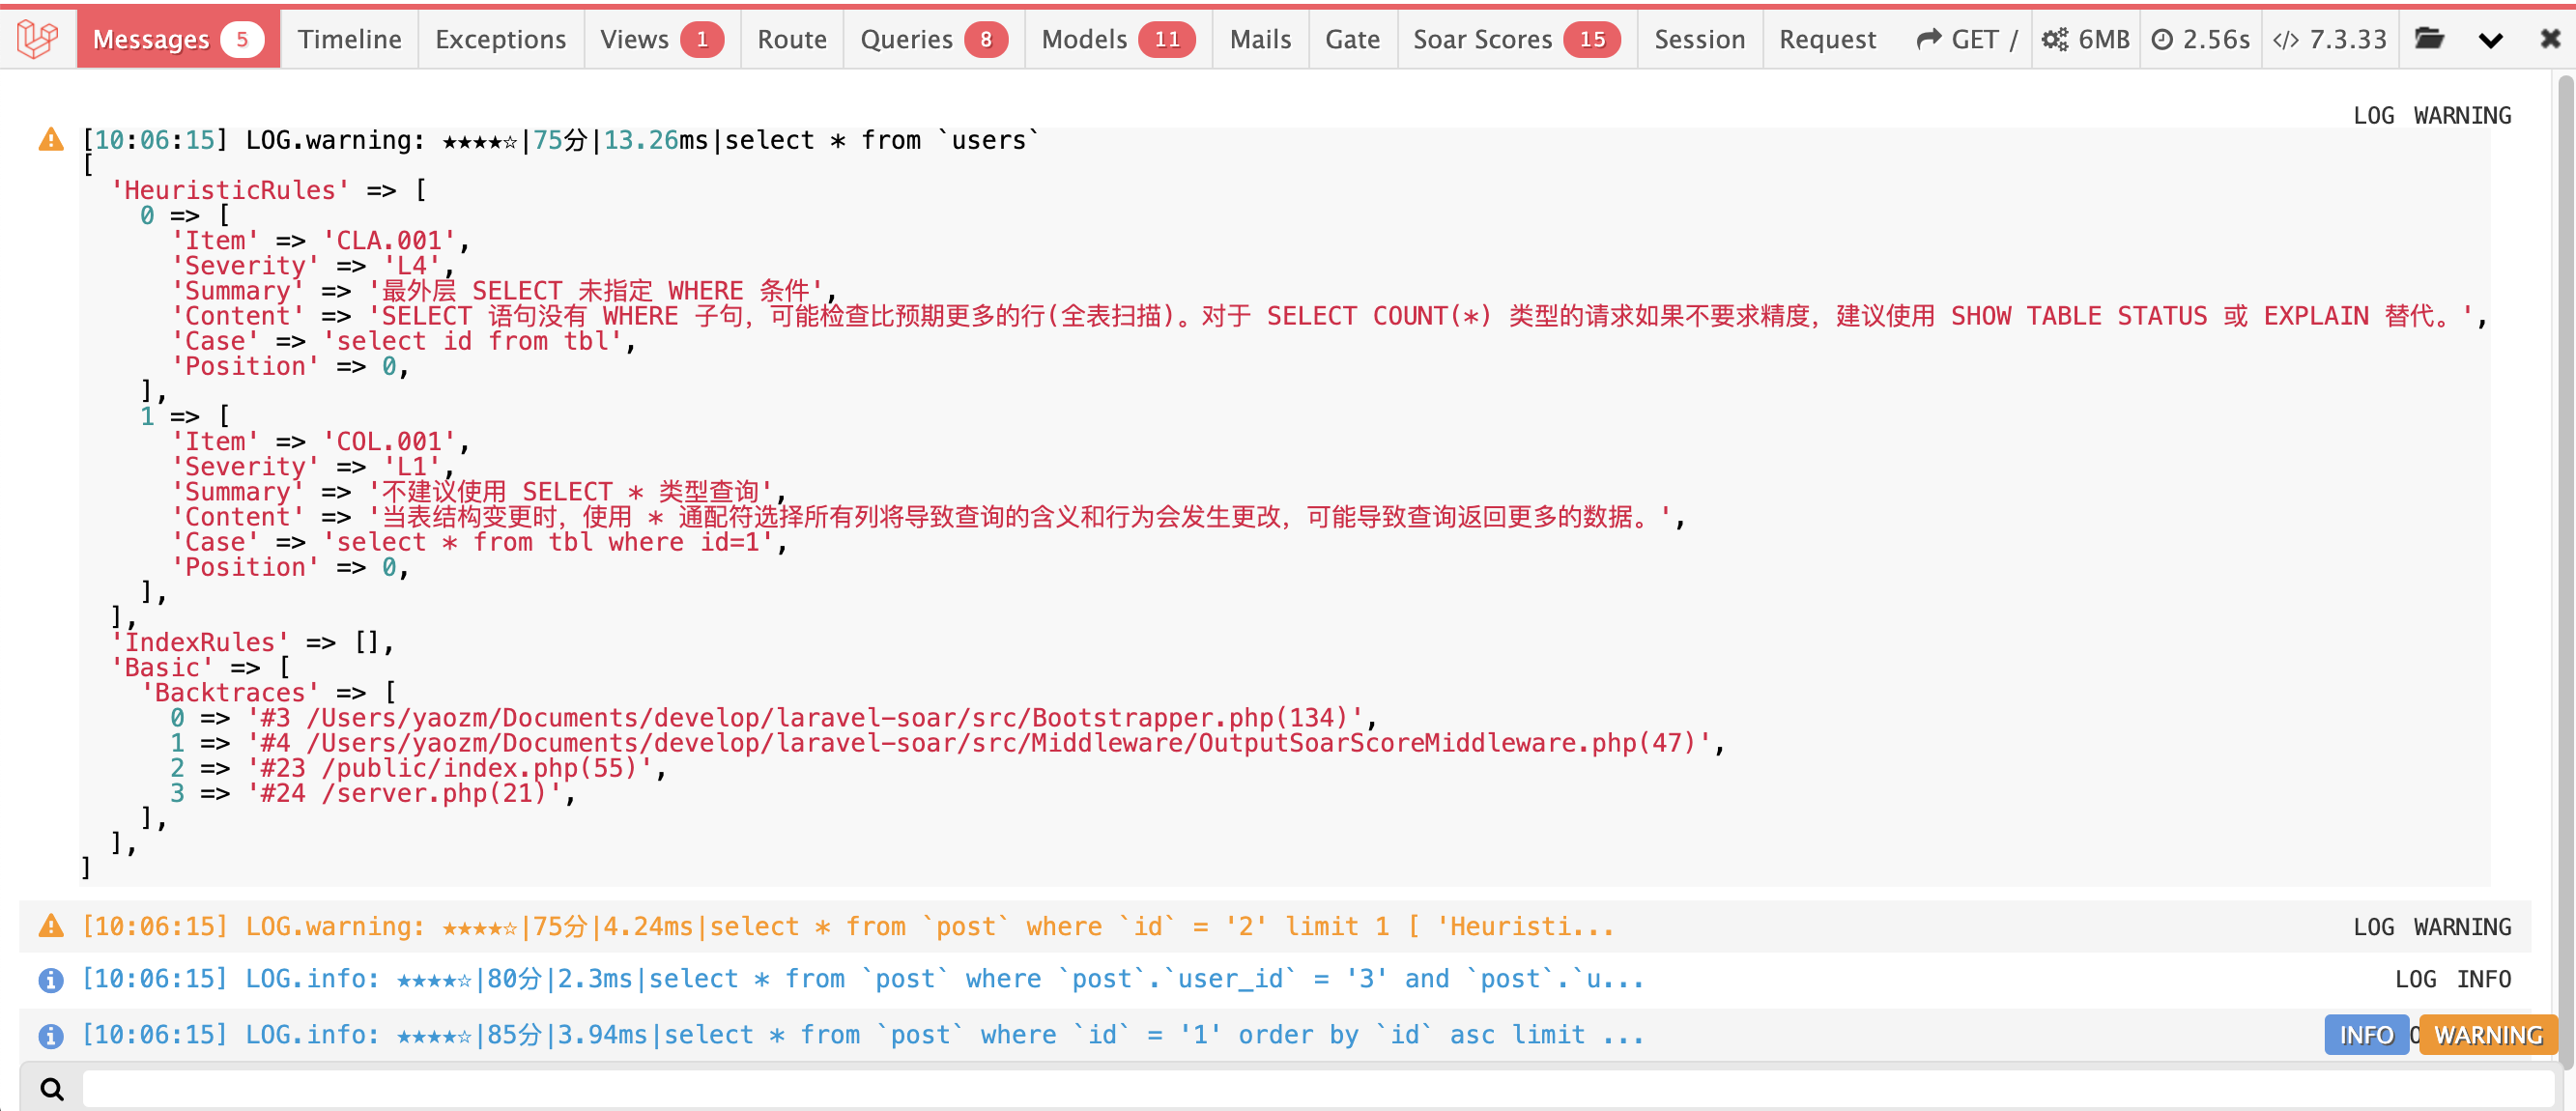 Messages 5 Timeline Exceptions Views 1 Route Queries 8 Models 11 Mails Gate Soar Scores 15 Session Request GET / 6MB 2.56s 7.3.33
LOG WARNING
[10:06:15] LOG.warning: ★★★★☆|75分|13.26ms|select * from `users`
[
'HeuristicRules' => [
0 => [
'Item' => 'CLA.001',
'Severity' => 'L4',
'Summary' => '最外层 SELECT 未指定 WHERE 条件',
'Content' => 'SELECT 语句没有 WHERE 子句，可能检查比预期更多的行(全表扫描)。对于 SELECT COUNT(*) 类型的请求如果不要求精度，建议使用 SHOW TABLE STATUS 或 EXPLAIN 替代。',
'Case' => 'select id from tbl',
'Position' => 0,
],
1 => [
'Item' => 'COL.001',
'Severity' => 'L1',
'Summary' => '不建议使用 SELECT * 类型查询',
'Content' => '当表结构变更时，使用 * 通配符选择所有列将导致查询的含义和行为会发生更改，可能导致查询返回更多的数据。',
'Case' => 'select * from tbl where id=1',
'Position' => 0,
],
],
'IndexRules' => [],
'Basic' => [
'Backtraces' => [
0 => '#3 /Users/yaozm/Documents/develop/laravel-soar/src/Bootstrapper.php(134)',
1 => '#4 /Users/yaozm/Documents/develop/laravel-soar/src/Middleware/OutputSoarScoreMiddleware.php(47)',
2 => '#23 /public/index.php(55)',
3 => '#24 /server.php(21)',
],
],
]
[10:06:15] LOG.warning: ★★★★☆|75分|4.24ms|select * from `post` where `id` = '2' limit 1 [ 'Heuristi... LOG WARNING
[10:06:15] LOG.info: ★★★★☆|80分|2.3ms|select * from `post` where `post`.`user_id` = '3' and `post`.`u... LOG INFO
[10:06:15] LOG.info: ★★★★☆|85分|3.94ms|select * from `post` where `id` = '1' order by `id` asc limit ... INFO WARNING